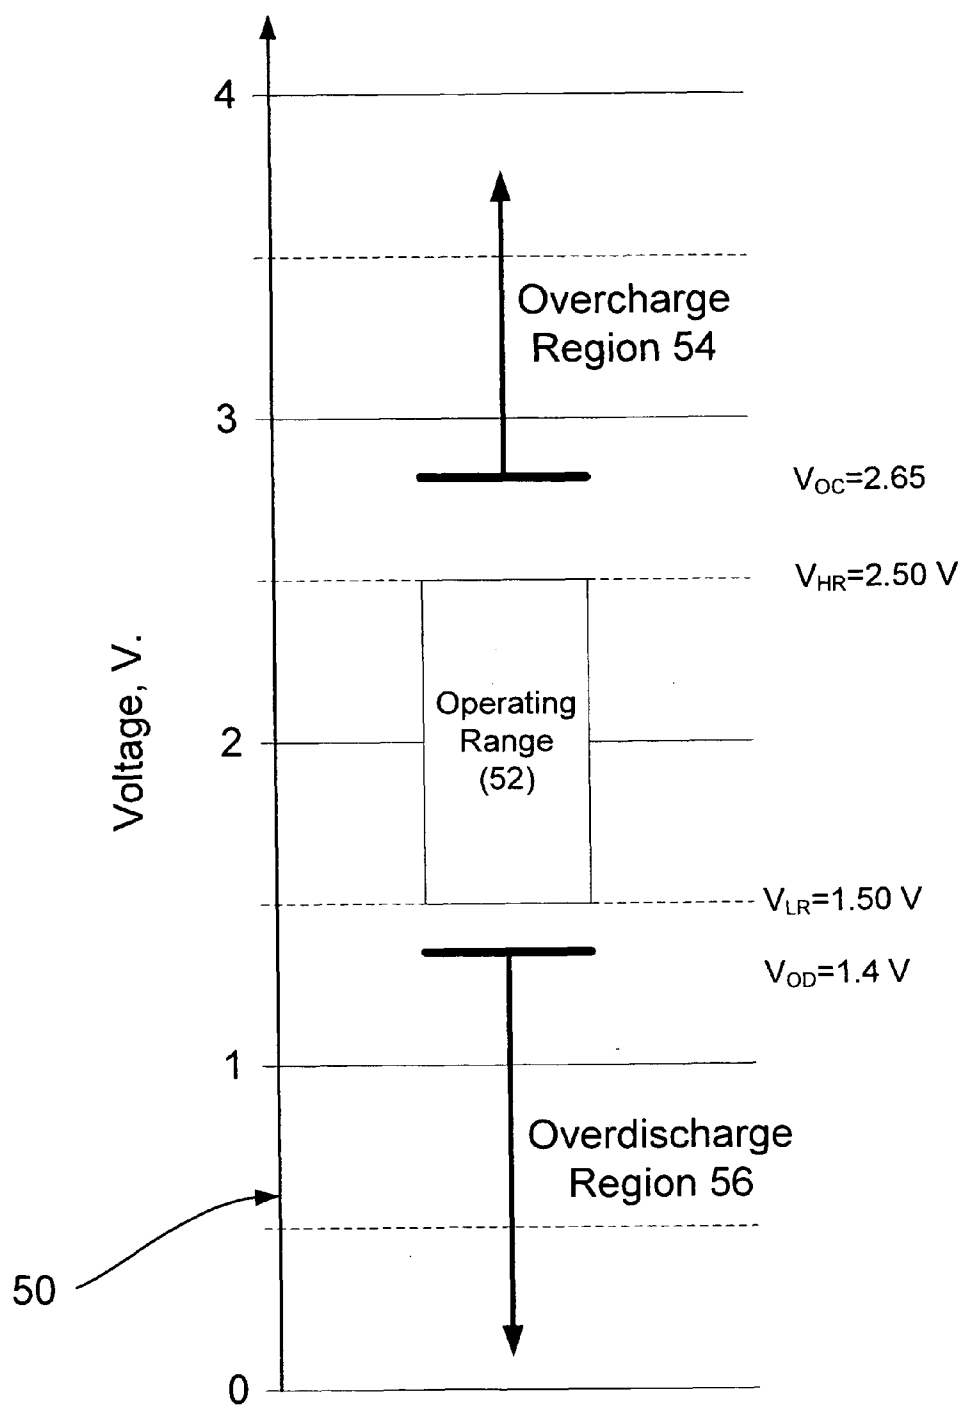 4
Overcharge
Region 54
3
V_OC=2.65
V_HR=2.50 V
Operating
Range
(52)
2
Voltage, V.
V_LR=1.50 V
V_OD=1.4 V
1
Overdischarge
Region 56
50
0